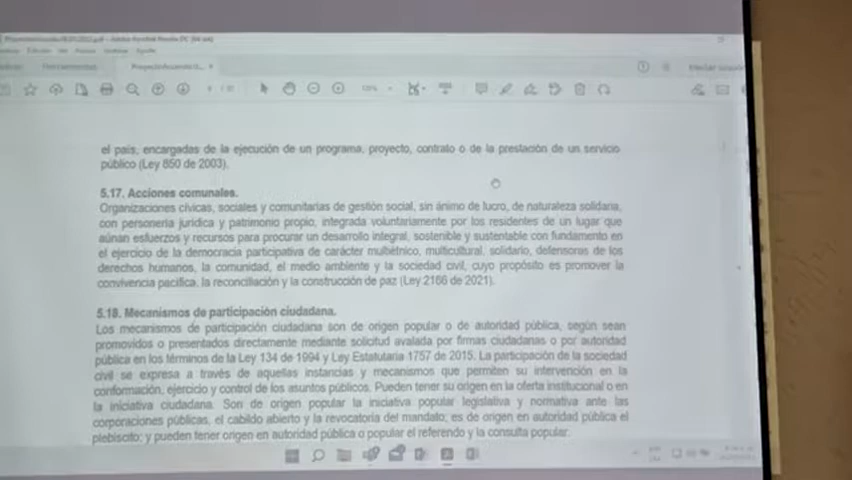 Herramientas
el país, encargadas de la ejecución de un programa, proyecto, contrato o de la prestación de un servicio
público (Ley 850 de 2003).
5.17. Acciones comunales.
Organizaciones cívicas, sociales y comunitarias de gestión social, sin ánimo de lucro, de naturaleza solidaria,
con personería jurídica y patrimonio propio, integrada voluntariamente por los residentes de un lugar que
aúnan esfuerzos y recursos para procurar un desarrollo integral, sostenible y sustentable con fundamento en
el ejercicio de la democracia participativa de carácter multiétnico, multicultural, solidario, defensoras de los
derechos humanos, la comunidad, el medio ambiente y la sociedad civil, cuyo propósito es promover la
convivencia pacífica, la reconciliación y la construcción de paz (Ley 2166 de 2021).
5.18. Mecanismos de participación ciudadana.
Los mecanismos de participación ciudadana son de origen popular o de autoridad pública, según sean
promovidos o presentados directamente mediante solicitud avalada por firmas ciudadanas o por autoridad
pública en los términos de la Ley 134 de 1994 y Ley Estatutaria 1757 de 2015. La participación de la sociedad
civil se expresa a través de aquellas instancias y mecanismos que permiten su intervención en la
conformación, ejercicio y control de los asuntos públicos. Pueden tener su origen en la oferta institucional o en
la iniciativa ciudadana. Son de origen popular la iniciativa popular legislativa y normativa ante las
corporaciones públicas, el cabildo abierto y la revocatoria del mandato; es de origen en autoridad pública el
plebiscito; y pueden tener origen en autoridad pública o popular el referendo y la consulta popular.